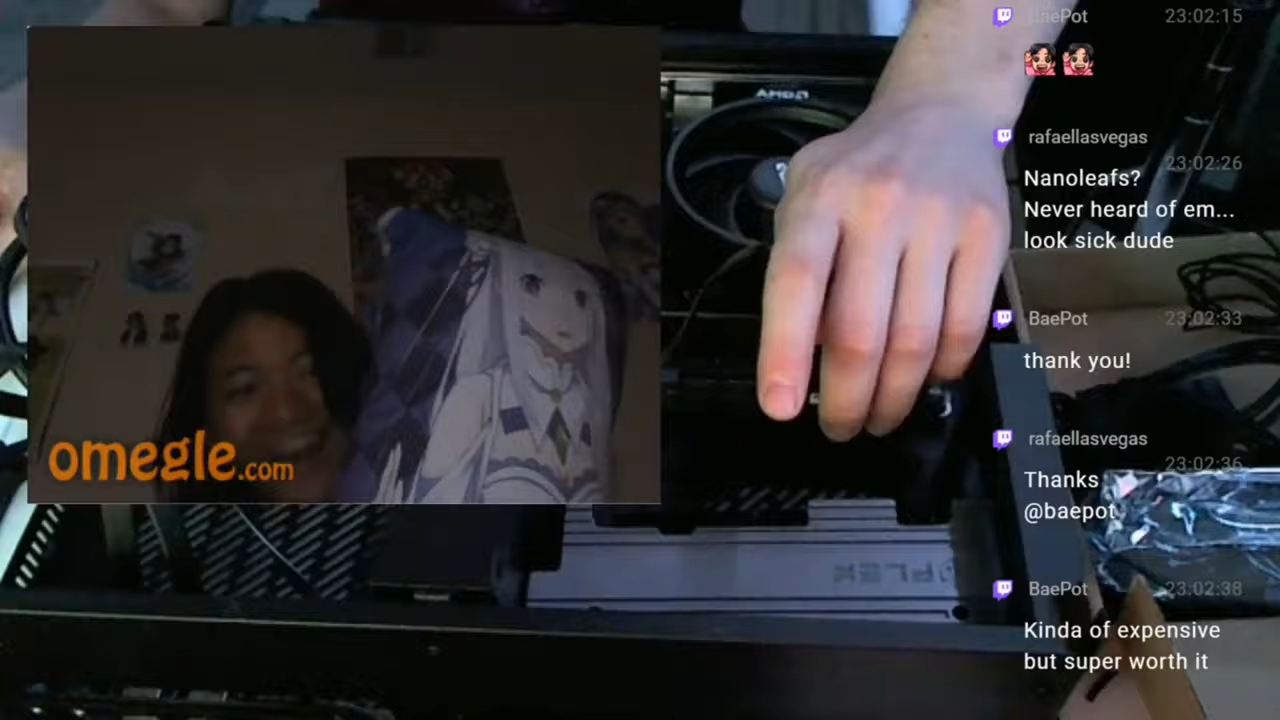 BaePot 23:02:15
AMD
rafaellasvegas
23:02:26
Nanoleafs?
Never heard of em...
look sick dude
BaePot 23:02:33
thank you!
rafaellasvegas
23:02:36
Thanks
@baepot
omegle.com
BaePot 23:02:38
Kinda of expensive
but super worth it